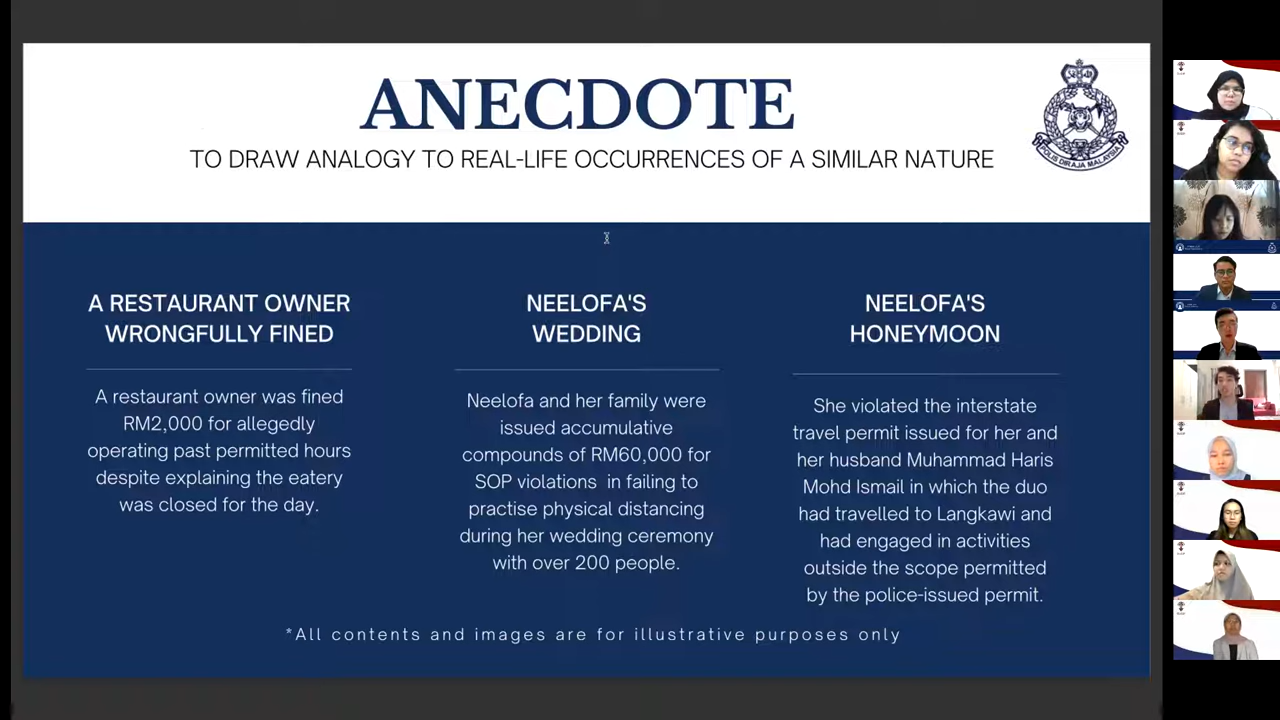 ANECDOTE
TO DRAW ANALOGY TO REAL-LIFE OCCURRENCES OF A SIMILAR NATURE
POLIS DIRAJA MALAYSIA
A RESTAURANT OWNER
WRONGFULLY FINED
A restaurant owner was fined
RM2,000 for allegedly
operating past permitted hours
despite explaining the eatery
was closed for the day.
NEELOFA'S
WEDDING
Neelofa and her family were
issued accumulative
compounds of RM60,000 for
SOP violations in failing to
practise physical distancing
during her wedding ceremony
with over 200 people.
NEELOFA'S
HONEYMOON
She violated the interstate
travel permit issued for her and
her husband Muhammad Haris
Mohd Ismail in which the duo
had travelled to Langkawi and
had engaged in activities
outside the scope permitted
by the police-issued permit.
*All contents and images are for illustrative purposes only